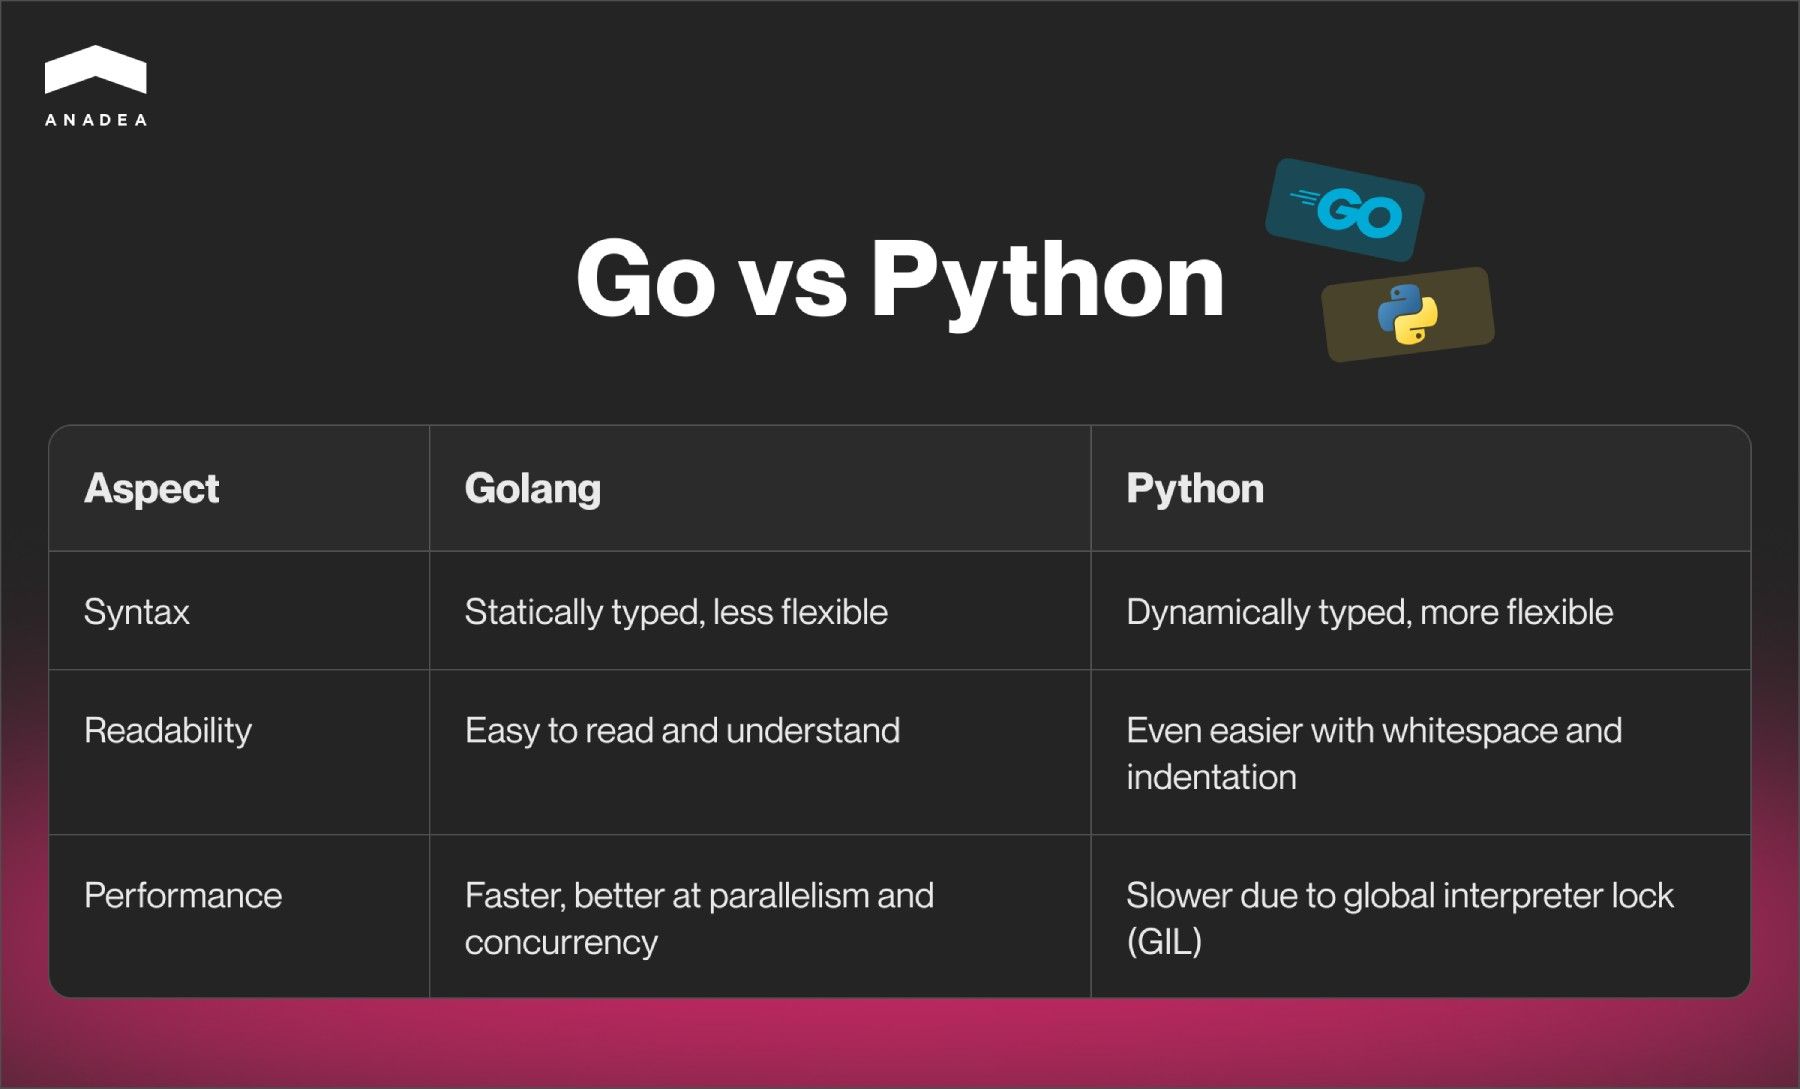 ANADEA
GO
Go vs Python
Aspect
Golang
Python
Syntax
Statically typed, less flexible
Dynamically typed, more flexible
Readability
Easy to read and understand
Even easier with whitespace and
indentation
Performance
Faster, better at parallelism and
concurrency
Slower due to global interpreter lock
(GIL)